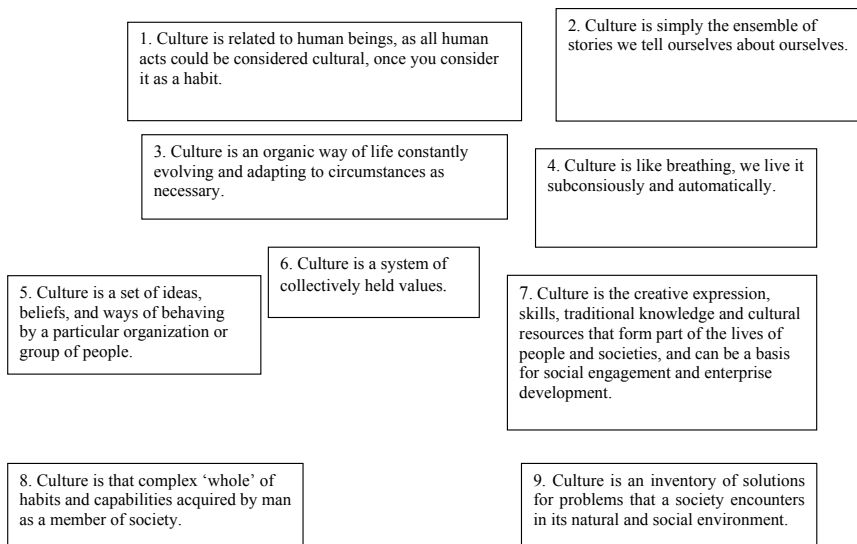 1. Culture is related to human beings, as all human
acts could be considered cultural, once you consider
it as a habit.
2. Culture is simply the ensemble of
stories we tell ourselves about ourselves.
3. Culture is an organic way of life constantly
evolving and adapting to circumstances as
necessary.
4. Culture is like breathing, we live it
subconsiously and automatically.
5. Culture is a set of ideas,
beliefs, and ways of behaving
by a particular organization or
group of people.
6. Culture is a system of
collectively held values.
7. Culture is the creative expression,
skills, traditional knowledge and cultural
resources that form part of the lives of
people and societies, and can be a basis
for social engagement and enterprise
development.
8. Culture is that complex ‘whole’ of
habits and capabilities acquired by man
as a member of society.
9. Culture is an inventory of solutions
for problems that a society encounters
in its natural and social environment.